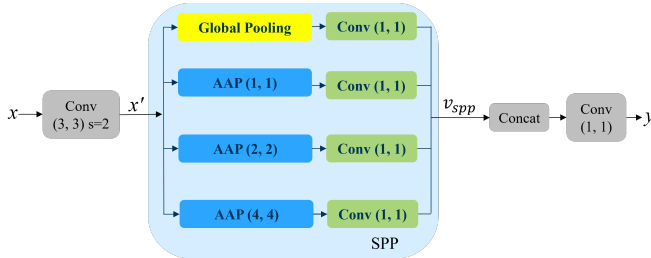 Global Pooling
Conv (1, 1)
x
Conv
(3, 3) s=2
x′
AAP (1, 1)
Conv (1, 1)
v_spp
Concat
Conv
(1, 1)
y
AAP (2, 2)
Conv (1, 1)
AAP (4, 4)
Conv (1, 1)
SPP